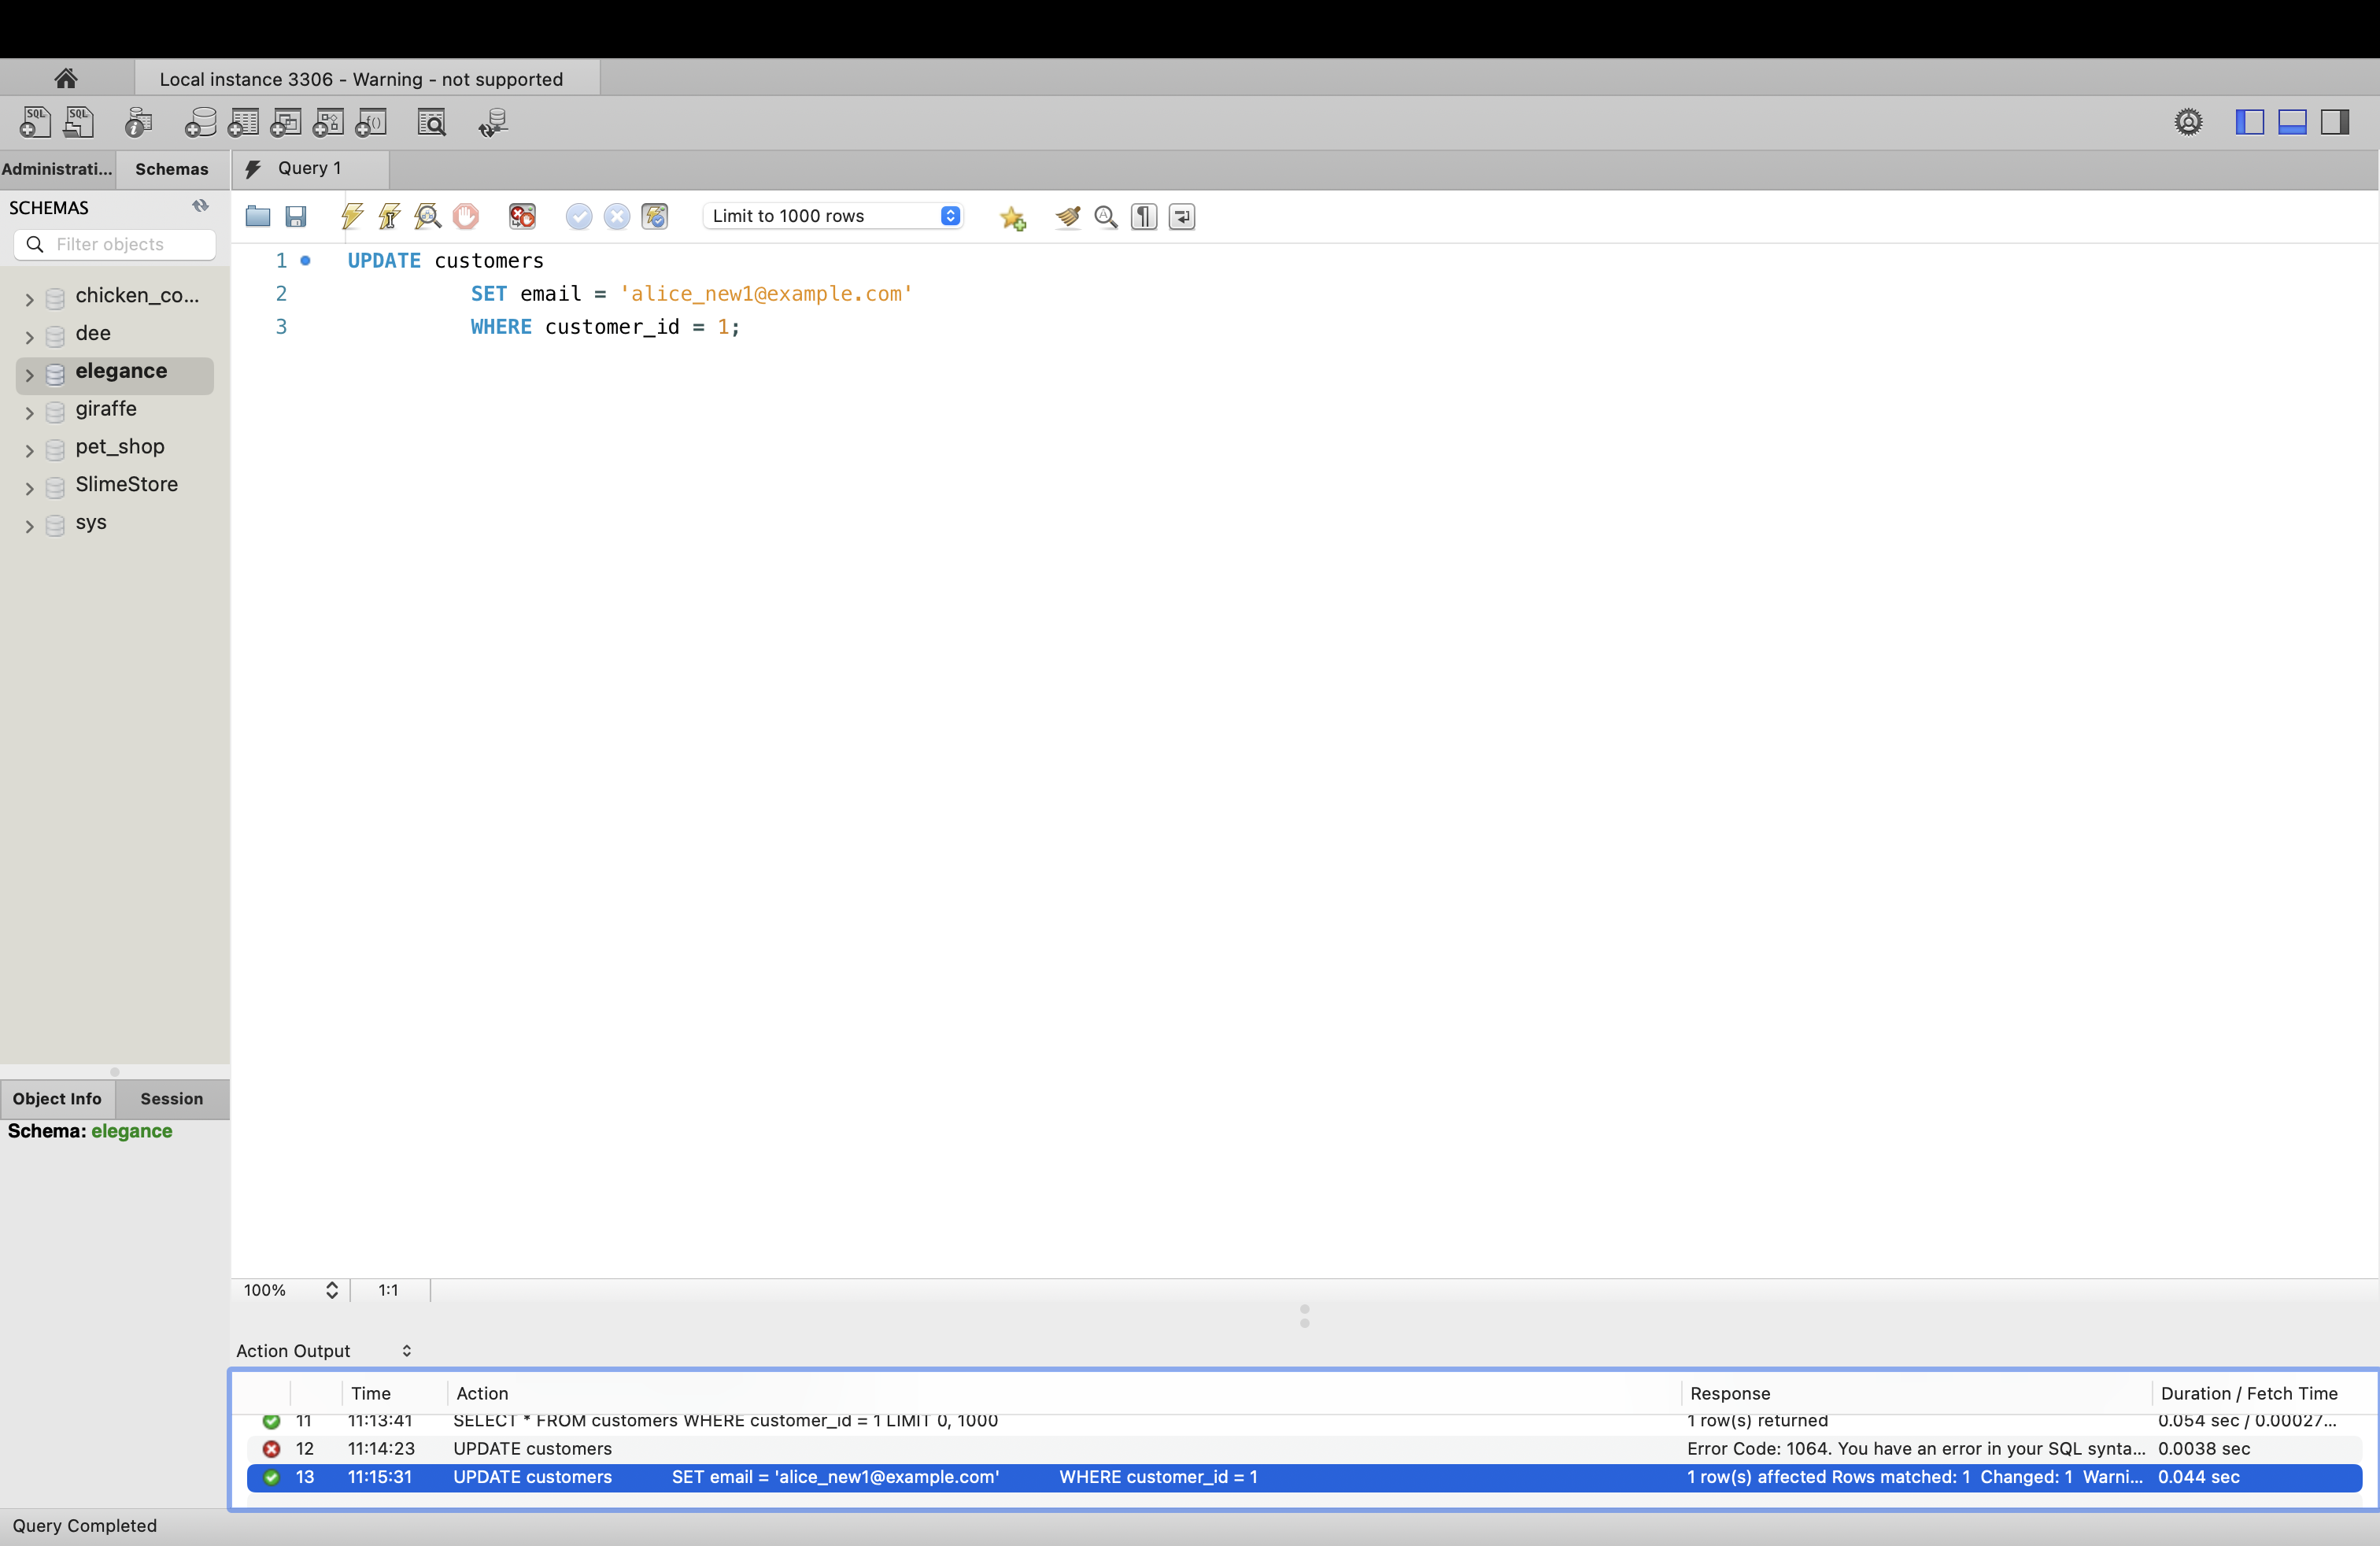 Local instance 3306 - Warning - not supported
SQL SQL
Administrati... Schemas
Query 1
SCHEMAS
Filter objects
Limit to 1000 rows
chicken_co...
dee
elegance
giraffe
pet_shop
SlimeStore
sys
1 UPDATE customers
2 SET email = 'alice_new1@example.com'
3 WHERE customer_id = 1;
Object Info Session
Schema: elegance
100% 1:1
Action Output
Time Action Response Duration / Fetch Time
11 11:13:41 SELECT * FROM customers WHERE customer_id = 1 LIMIT 0, 1000 1 row(s) returned 0.054 sec / 0.00027...
12 11:14:23 UPDATE customers Error Code: 1064. You have an error in your SQL synta... 0.0038 sec
13 11:15:31 UPDATE customers SET email = 'alice_new1@example.com' WHERE customer_id = 1 1 row(s) affected Rows matched: 1 Changed: 1 Warni... 0.044 sec
Query Completed